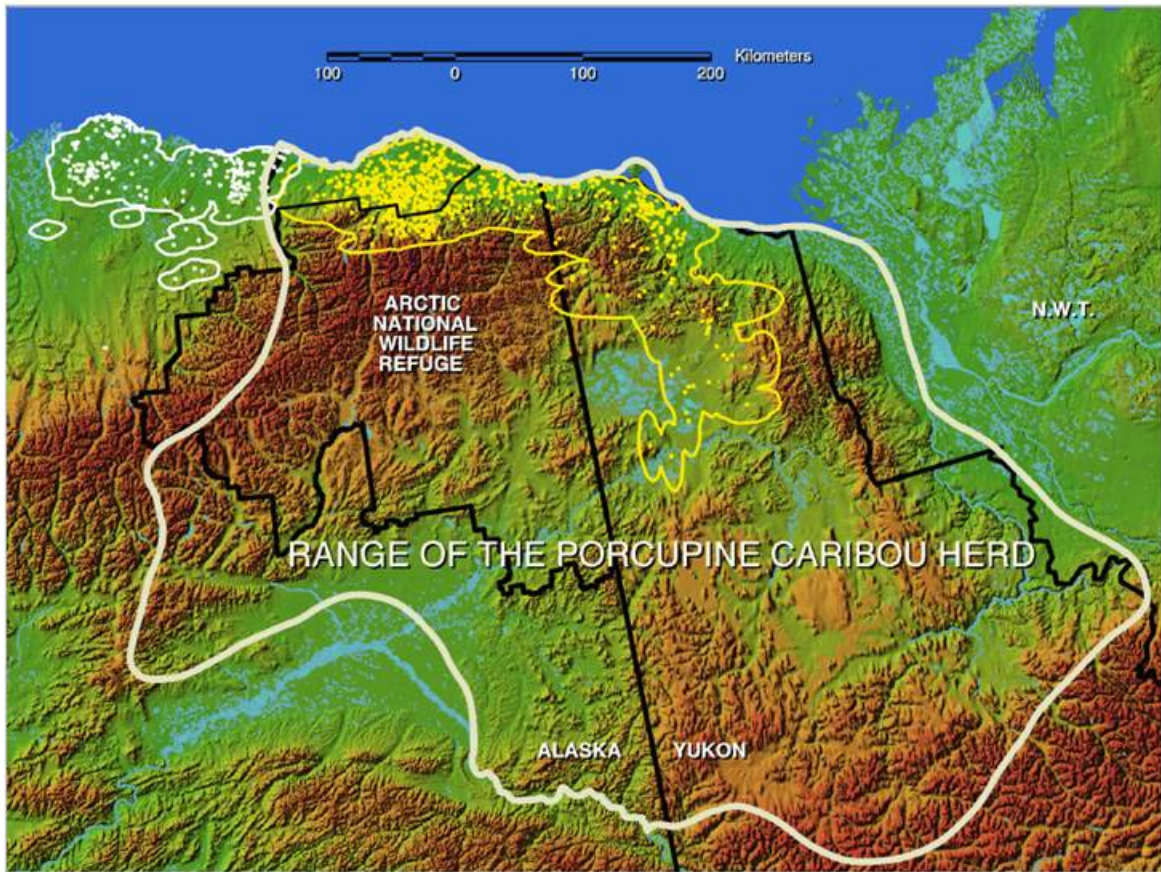 Kilometers
100 0 100 200
ARCTIC
NATIONAL
WILDLIFE
REFUGE
N.W.T.
RANGE OF THE PORCUPINE CARIBOU HERD
ALASKA YUKON